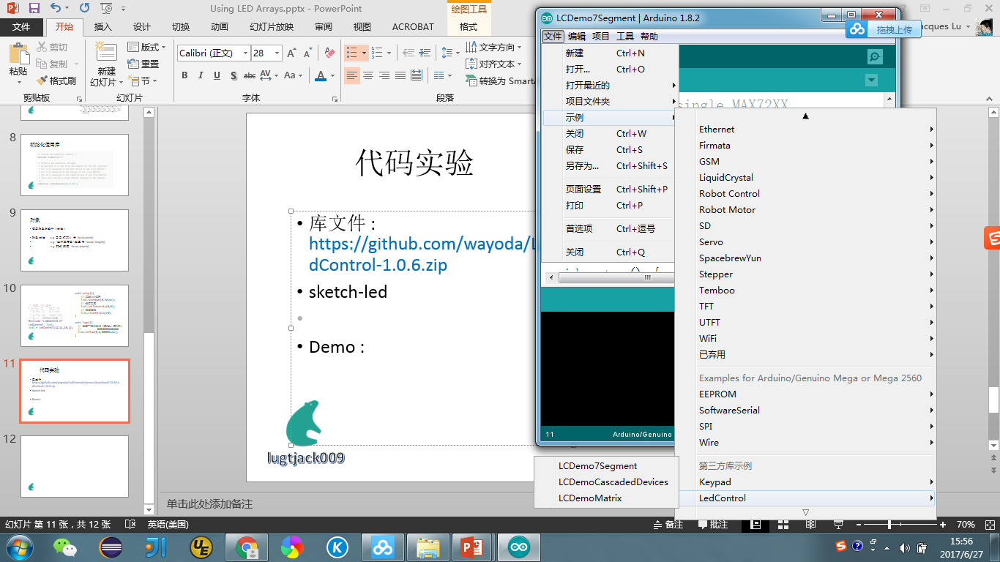 Using LED Arrays.pptx - PowerPoint
绘图工具
文件
开始
插入
设计
切换
动画
幻灯片放映
审阅
视图
ACROBAT
格式
acques Lu
拖拽上传
粘贴
剪切
复制
格式刷
剪贴板
新建
幻灯片
版式
重置
节
幻灯片
Calibri (正文)
28
B I U S abc AV Aa A
字体
文字方向
对齐文本
转换为 SmartA
段落
8
初始化使用库
9
对象
10
11
代码实验
12
代码实验
• 库文件：
https://github.com/wayoda/L
dControl-1.0.6.zip
• sketch-led
•
• Demo：
lugtjack009
单击此处添加备注
LCDemo7Segment | Arduino 1.8.2
文件 编辑 项目 工具 帮助
single MAX72XX
新建 Ctrl+N
打开... Ctrl+O
打开最近的
项目文件夹
示例
关闭 Ctrl+W
保存 Ctrl+S
另存为... Ctrl+Shift+S
页面设置 Ctrl+Shift+P
打印 Ctrl+P
首选项 Ctrl+逗号
关闭 Ctrl+Q
11
Arduino/Genuino
Ethernet
Firmata
GSM
LiquidCrystal
Robot Control
Robot Motor
SD
Servo
SpacebrewYun
Stepper
Temboo
TFT
UTFT
WiFi
已弃用
Examples for Arduino/Genuino Mega or Mega 2560
EEPROM
SoftwareSerial
SPI
Wire
第三方库示例
Keypad
LedControl
LCDemo7Segment
LCDemoCascadedDevices
LCDemoMatrix
幻灯片 第 11 张，共 12 张
英语(美国)
备注
批注
70%
15:56
2017/6/27